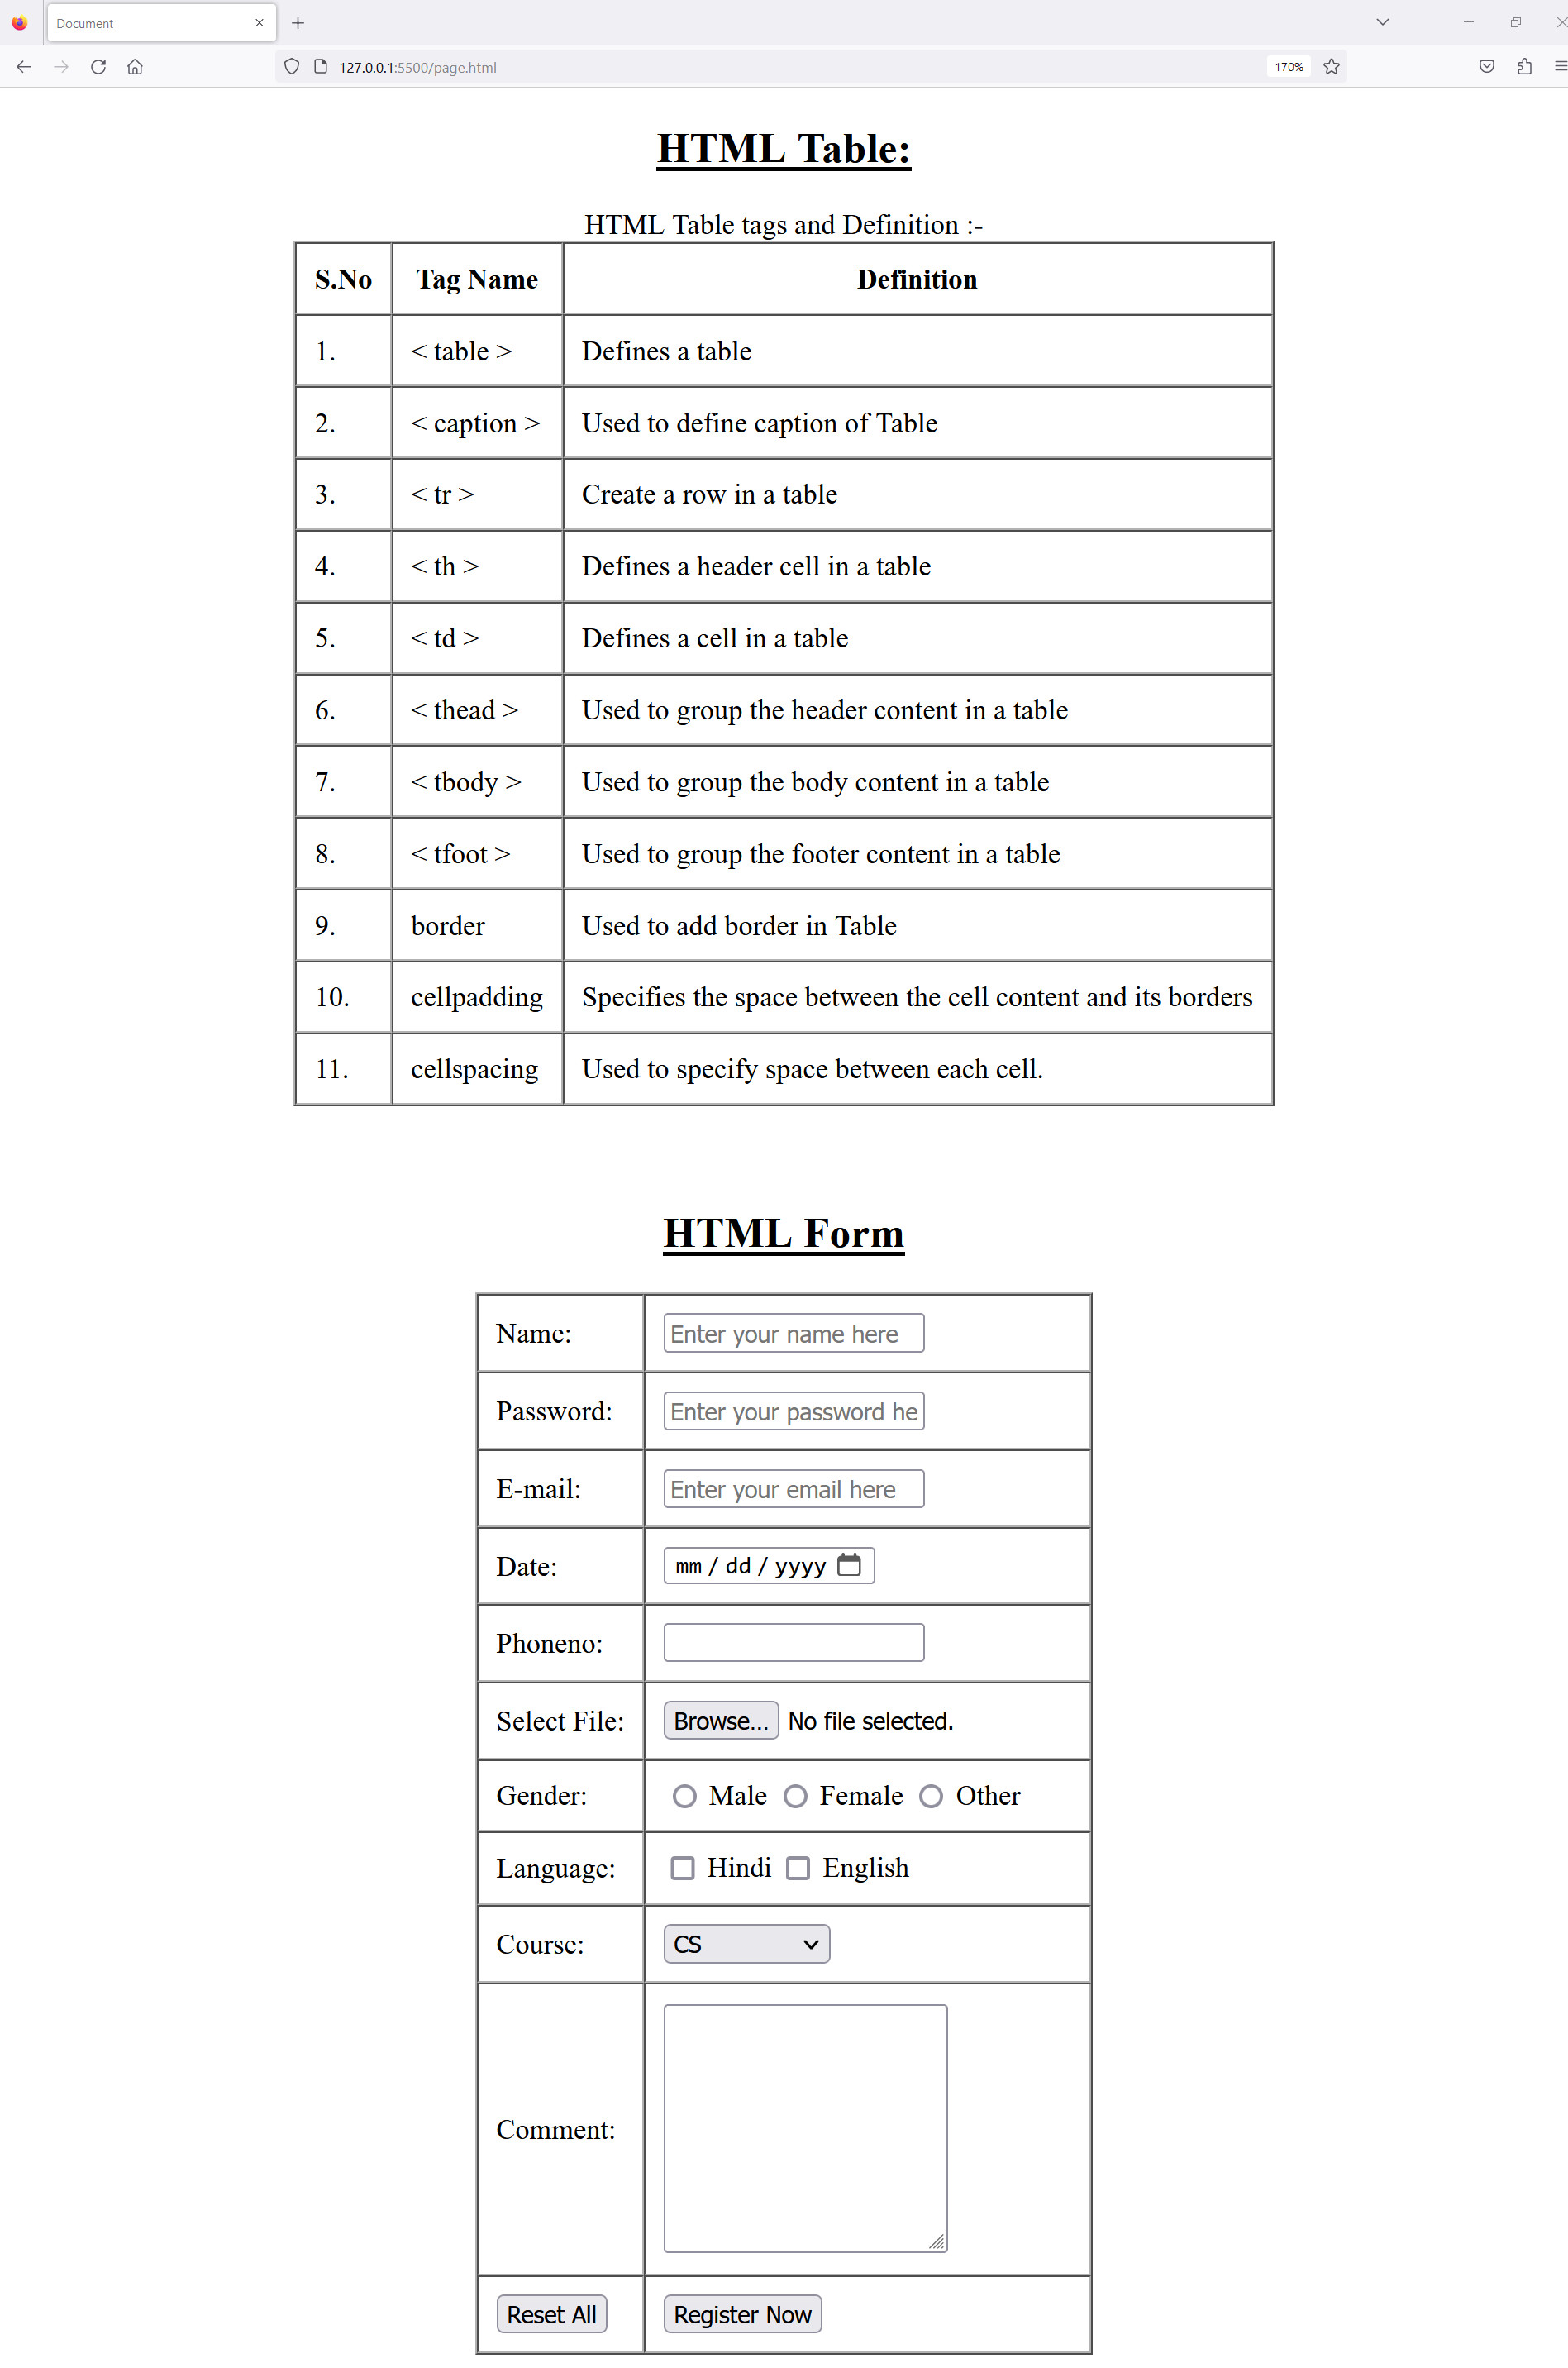 Document
127.0.0.1:5500/page.html 170%
HTML Table:
HTML Table tags and Definition :-
S.No Tag Name Definition
1. < table > Defines a table
2. < caption > Used to define caption of Table
3. < tr > Create a row in a table
4. < th > Defines a header cell in a table
5. < td > Defines a cell in a table
6. < thead > Used to group the header content in a table
7. < tbody > Used to group the body content in a table
8. < tfoot > Used to group the footer content in a table
9. border Used to add border in Table
10. cellpadding Specifies the space between the cell content and its borders
11. cellspacing Used to specify space between each cell.
HTML Form
Name: Enter your name here
Password: Enter your password he
E-mail: Enter your email here
Date: mm / dd / yyyy
Phoneno:
Select File: Browse... No file selected.
Gender: Male Female Other
Language: Hindi English
Course: CS
Comment:
Reset All Register Now